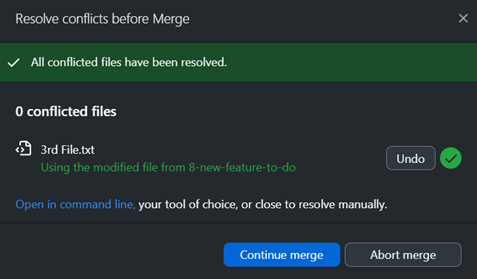 Resolve conflicts before Merge
All conflicted files have been resolved.
0 conflicted files
3rd File.txt
Using the modified file from 8-new-feature-to-do
Undo
Open in command line, your tool of choice, or close to resolve manually.
Continue merge
Abort merge